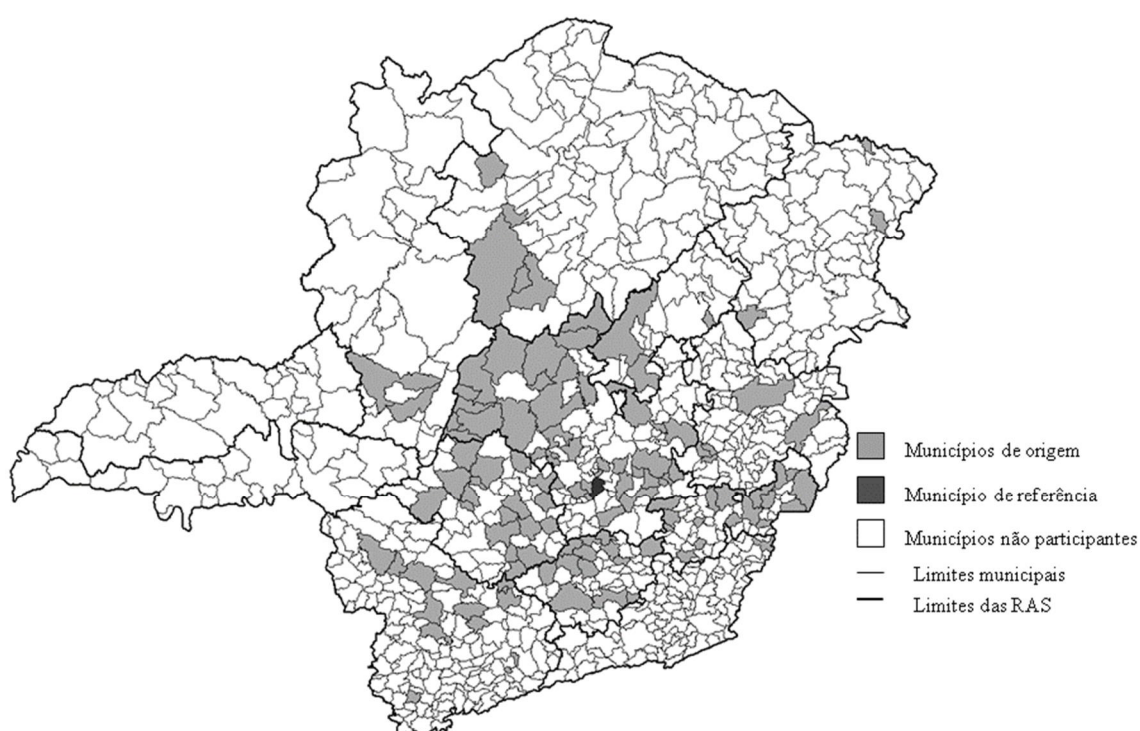 Municípios de origem
Município de referência
Municípios não participantes
Limites municipais
Limites das RAS